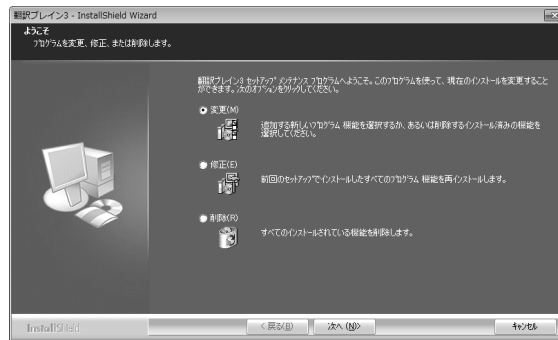 翻訳ブレイン3 - InstallShield Wizard
ようこそ
プログラムを変更、修正、または削除します。
翻訳ブレイン3 セットアップ メンテナンス プログラムへようこそ。このプログラムを使って、現在のインストールを変更すること
ができます。次のオプションをクリックしてください。
変更(M)
追加する新しいプログラム 機能を選択するか、あるいは削除するインストール済みの機能を
選択してください。
修正(E)
前回のセットアップでインストールしたすべてのプログラム 機能を再インストールします。
削除(R)
すべてのインストールされている機能を削除します。
InstallShield
< 戻る(B)
次へ (N)>
キャンセル